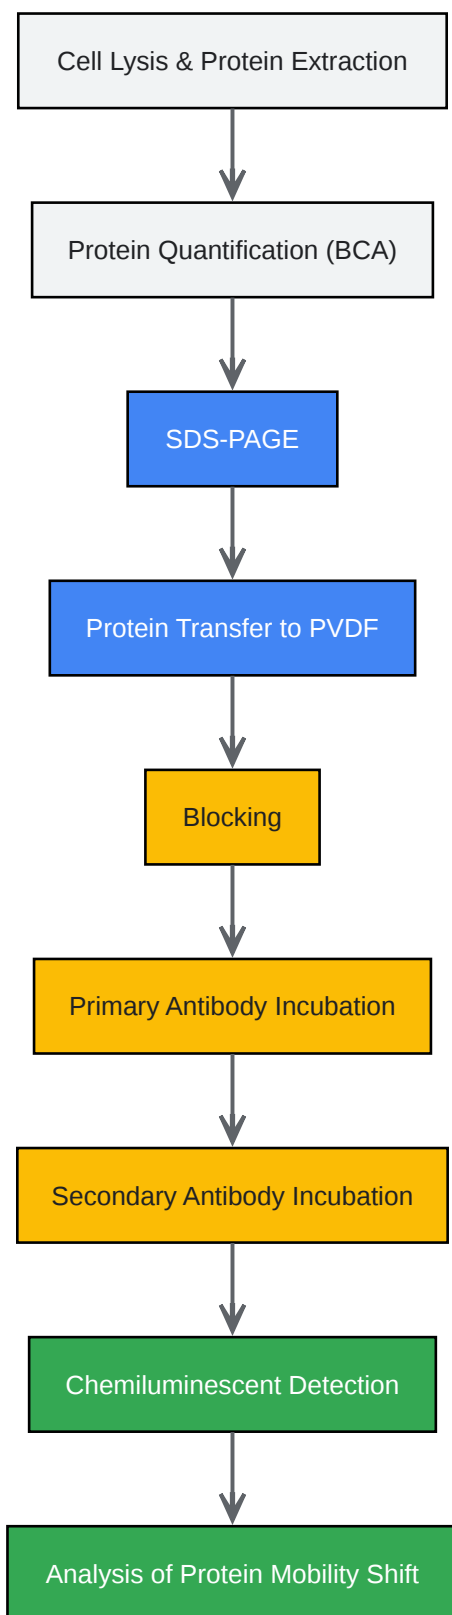 Cell Lysis & Protein Extraction
Protein Quantification (BCA)
SDS-PAGE
Protein Transfer to PVDF
Blocking
Primary Antibody Incubation
Secondary Antibody Incubation
Chemiluminescent Detection
Analysis of Protein Mobility Shift